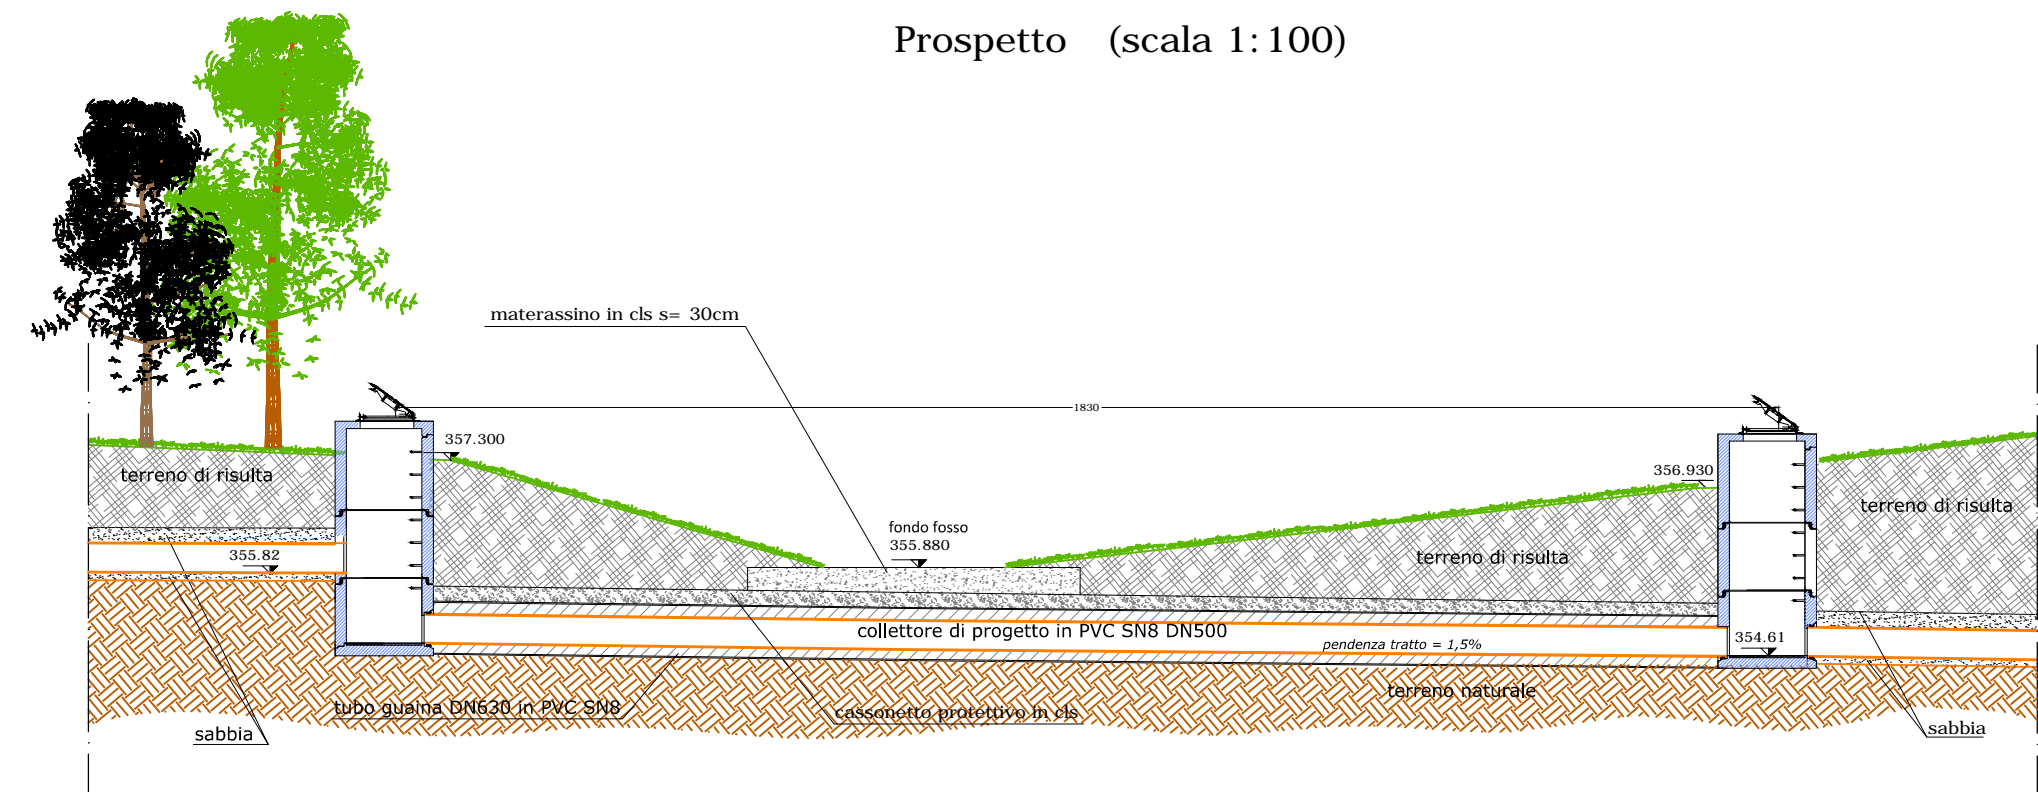 Prospetto (scala 1:100)
materassino in cls s= 30cm
1830
357.300
terreno di risulta
356.930
terreno di risulta
fondo fosso
355.880
355.82
terreno di risulta
collettore di progetto in PVC SN8 DN500
pendenza tratto = 1,5%
354.61
terreno naturale
tubo guaina DN630 in PVC SN8
cassonetto protettivo in cls
sabbia
sabbia